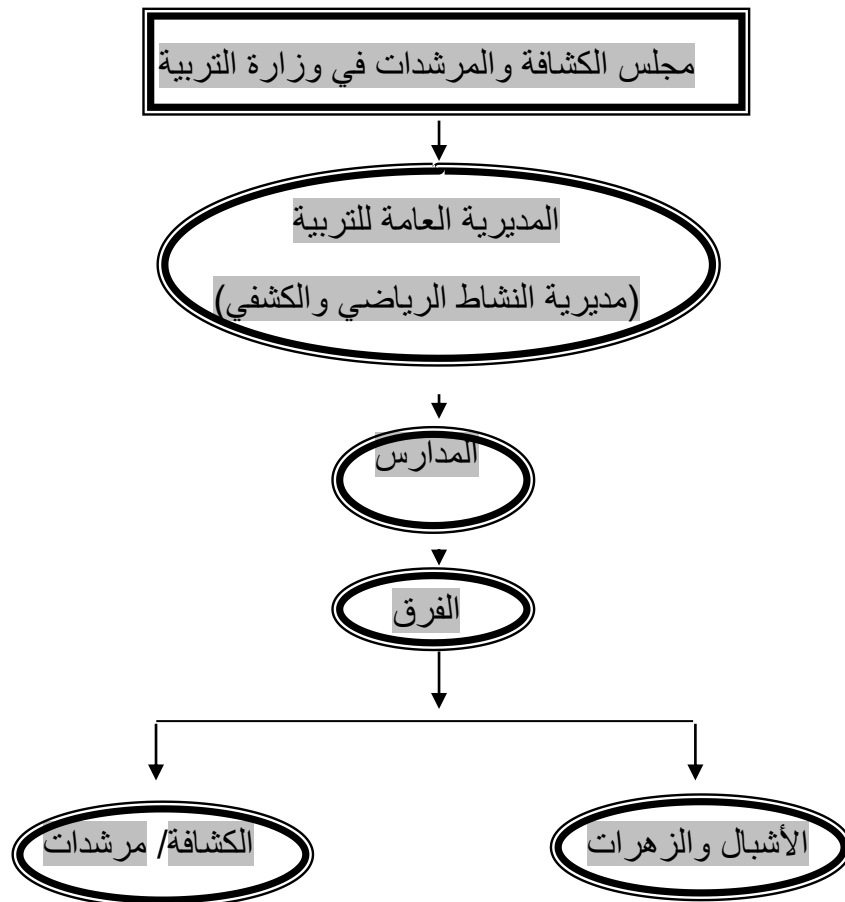 مجلس الكشافة والمرشدات في وزارة التربية
المديرية العامة للتربية
(مديرية النشاط الرياضي والكشفي)
المدارس
الفرق
الأشبال والزهرات
الكشافة/ مرشدات